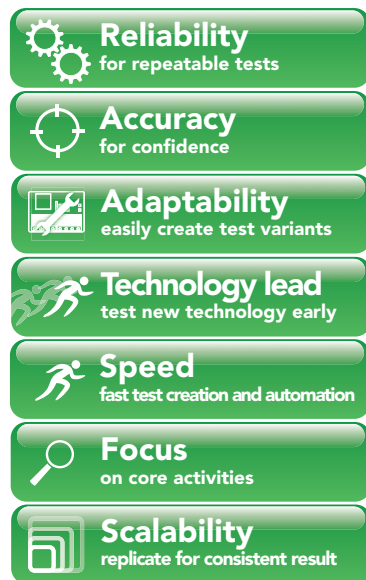 Reliability
for repeatable tests
Accuracy
for confidence
Adaptability
easily create test variants
Technology lead
test new technology early
Speed
fast test creation and automation
Focus
on core activities
Scalability
replicate for consistent result